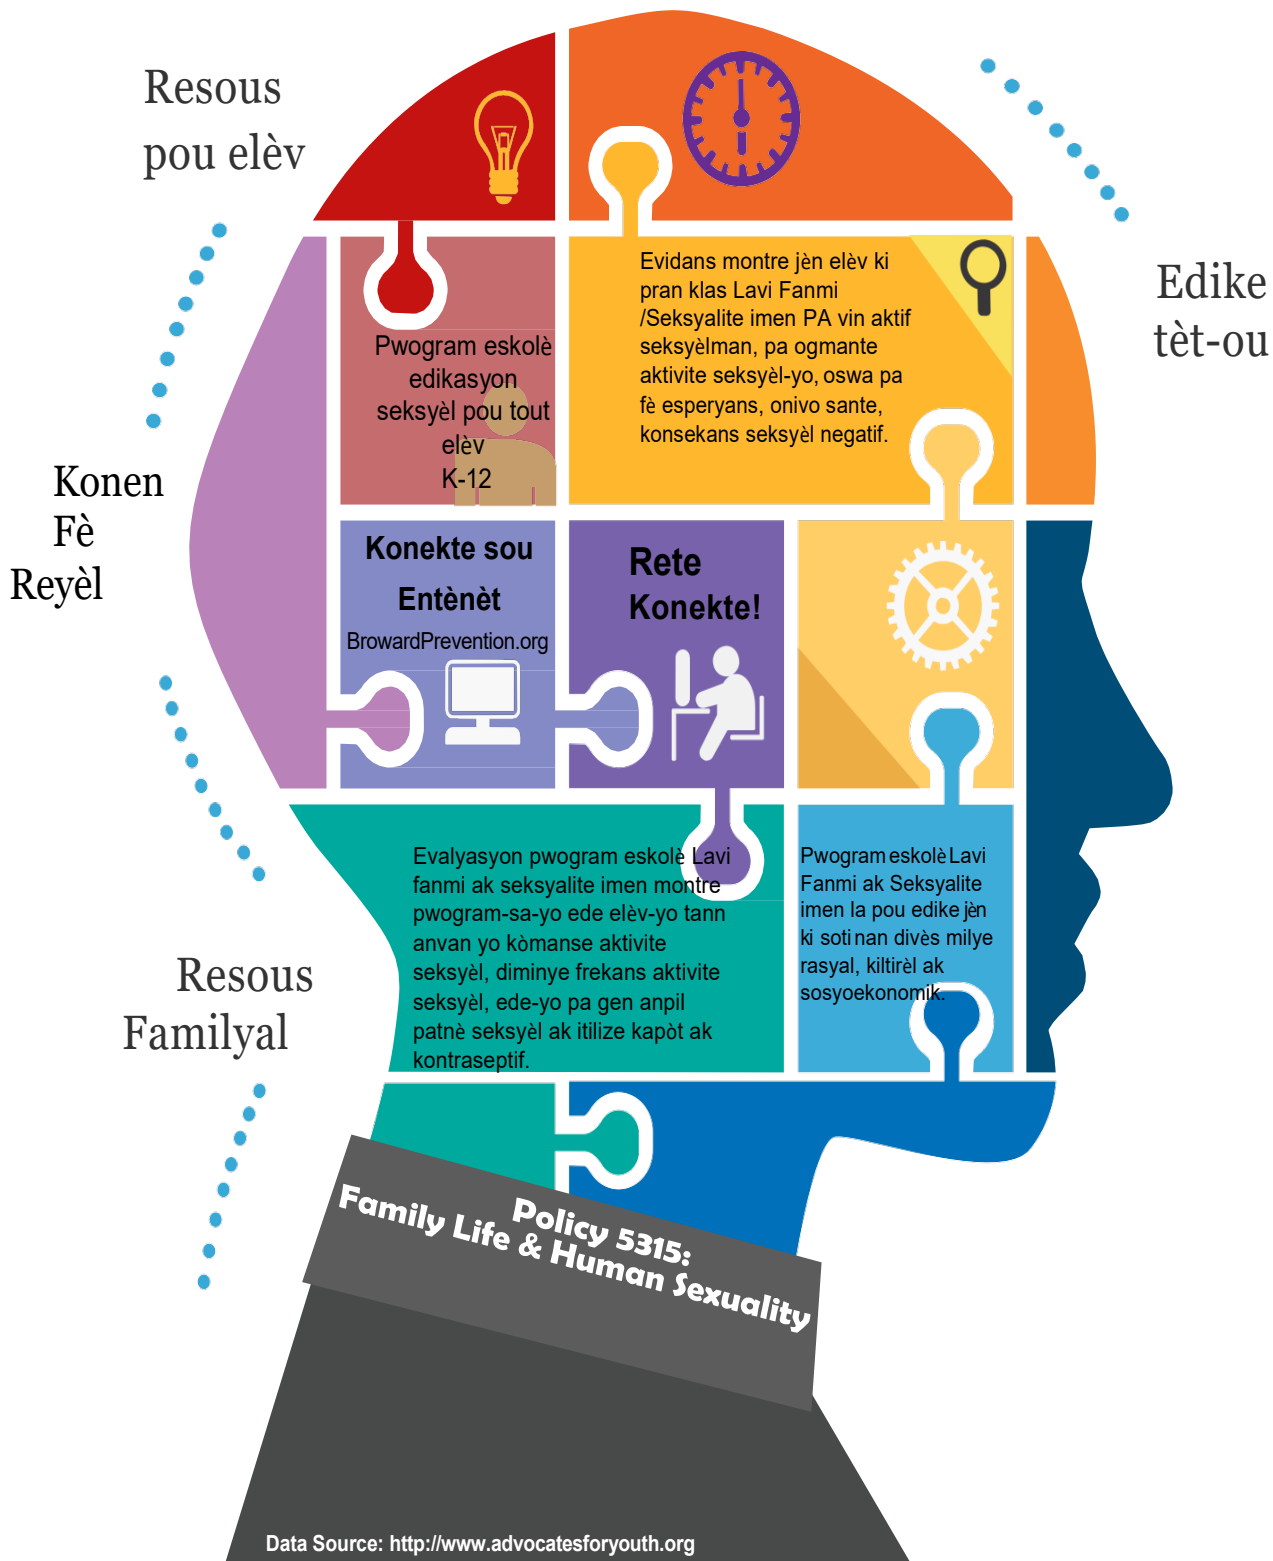 Resous
pou elèv
Edike
tèt-ou
Konen
Fè
Reyèl
Resous
Familyal
Evidans montre jèn elèv ki
pran klas Lavi Fanmi
/Seksyalite imen PA vin aktif
seksyèlman, pa ogmante
aktivite seksyèl-yo, oswa pa
fè esperyans, onivo sante,
konsekans seksyèl negatif.
Pwogram eskolè
edikasyon
seksyèl pou tout
elèv
K-12
Konekte sou
Entènèt
BrowardPrevention.org
Rete
Konekte!
Evalyasyon pwogram eskolè Lavi
fanmi ak seksyalite imen montre
pwogram-sa-yo ede elèv-yo tann
anvan yo kòmanse aktivite
seksyèl, diminye frekans aktivite
seksyèl, ede-yo pa gen anpil
patnè seksyèl ak itilize kapòt ak
kontraseptif.
Pwogram eskolè Lavi
Fanmi ak Seksyalite
imen la pou edike jèn
ki soti nan divès milye
rasyal, kiltirèl ak
sosyoekonomik.
Policy 5315:
Family Life & Human Sexuality
Data Source: http://www.advocatesforyouth.org